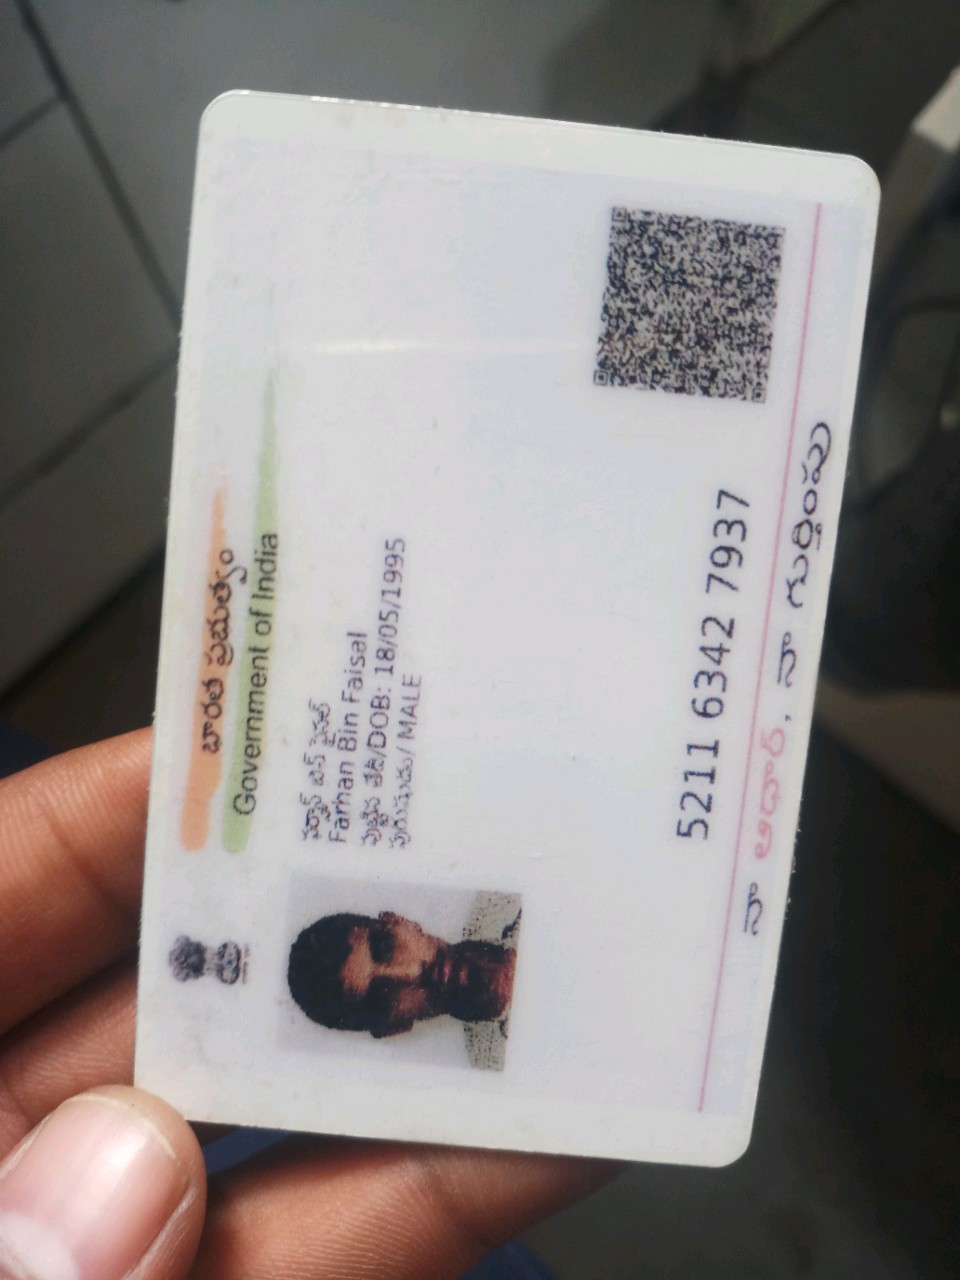 భారత ప్రభుత్వం
Government of India
ఫర్హాన్ బిన్ ఫైసల్
Farhan Bin Faisal
పుట్టిన తేదీ/DOB: 18/05/1995
పురుషుడు/ MALE
5211 6342 7937
నా ఆధార్, నా గుర్తింపు